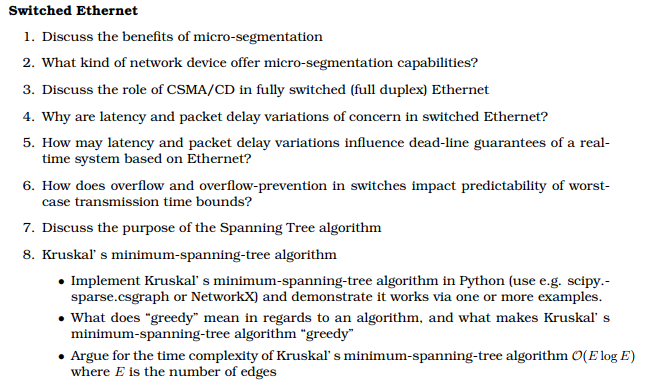 Switched Ethernet
1. Discuss the benefits of micro-segmentation
2. What kind of network device offer micro-segmentation capabilities?
3. Discuss the role of CSMA/CD in fully switched (full duplex) Ethernet
4. Why are latency and packet delay variations of concern in switched Ethernet?
5. How may latency and packet delay variations influence dead-line guarantees of a real-
time system based on Ethernet?
6. How does overflow and overflow-prevention in switches impact predictability of worst-
case transmission time bounds?
7. Discuss the purpose of the Spanning Tree algorithm
8. Kruskal' s minimum-spanning-tree algorithm
• Implement Kruskal' s minimum-spanning-tree algorithm in Python (use e.g. scipy.-
sparse.csgraph or NetworkX) and demonstrate it works via one or more examples.
• What does "greedy" mean in regards to an algorithm, and what makes Kruskal' s
minimum-spanning-tree algorithm "greedy"
• Argue for the time complexity of Kruskal' s minimum-spanning-tree algorithm O(E log E)
where E is the number of edges